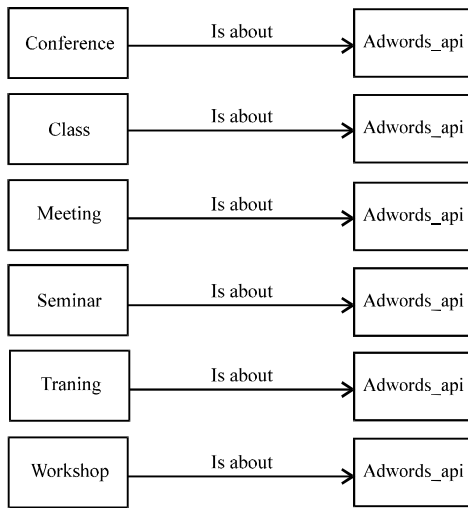 Conference Is about Adwords_api
Class Is about Adwords_api
Meeting Is about Adwords_api
Seminar Is about Adwords_api
Traning Is about Adwords_api
Workshop Is about Adwords_api